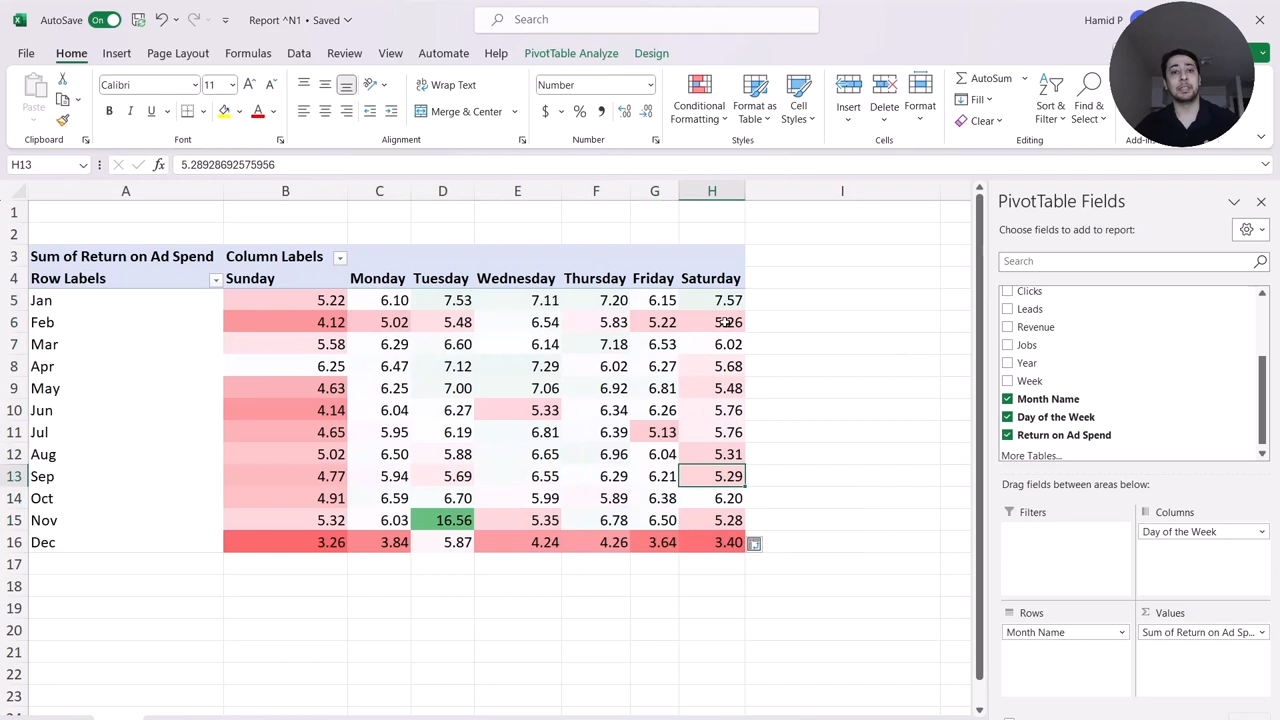 AutoSave On Report ^N1 • Saved Search Hamid P
File Home Insert Page Layout Formulas Data Review View Automate Help PivotTable Analyze Design
Paste Calibri 11 Wrap Text Number Conditional Format as Cell Insert Delete Format AutoSum Sort & Find &
B I U Merge & Center $ % Formatting Table Styles Fill Filter Select
Clear
Clipboard Font Alignment Number Styles Cells Editing
H13 fx 5.28928692575956
A B C D E F G H I
1
2
3 Sum of Return on Ad Spend Column Labels
4 Row Labels Sunday Monday Tuesday Wednesday Thursday Friday Saturday
5 Jan 5.22 6.10 7.53 7.11 7.20 6.15 7.57
6 Feb 4.12 5.02 5.48 6.54 5.83 5.22 5.26
7 Mar 5.58 6.29 6.60 6.14 7.18 6.53 6.02
8 Apr 6.25 6.47 7.12 7.29 6.02 6.27 5.68
9 May 4.63 6.25 7.00 7.06 6.92 6.81 5.48
10 Jun 4.14 6.04 6.27 5.33 6.34 6.26 5.76
11 Jul 4.65 5.95 6.19 6.81 6.39 5.13 5.76
12 Aug 5.02 6.50 5.88 6.65 6.96 6.04 5.31
13 Sep 4.77 5.94 5.69 6.55 6.29 6.21 5.29
14 Oct 4.91 6.59 6.70 5.99 5.89 6.38 6.20
15 Nov 5.32 6.03 16.56 5.35 6.78 6.50 5.28
16 Dec 3.26 3.84 5.87 4.24 4.26 3.64 3.40
17
18
19
20
21
22
23
PivotTable Fields
Choose fields to add to report:
Search
Clicks
Leads
Revenue
Jobs
Year
Week
Month Name
Day of the Week
Return on Ad Spend
More Tables...
Drag fields between areas below:
Filters Columns
Day of the Week
Rows Values
Month Name Sum of Return on Ad Sp...